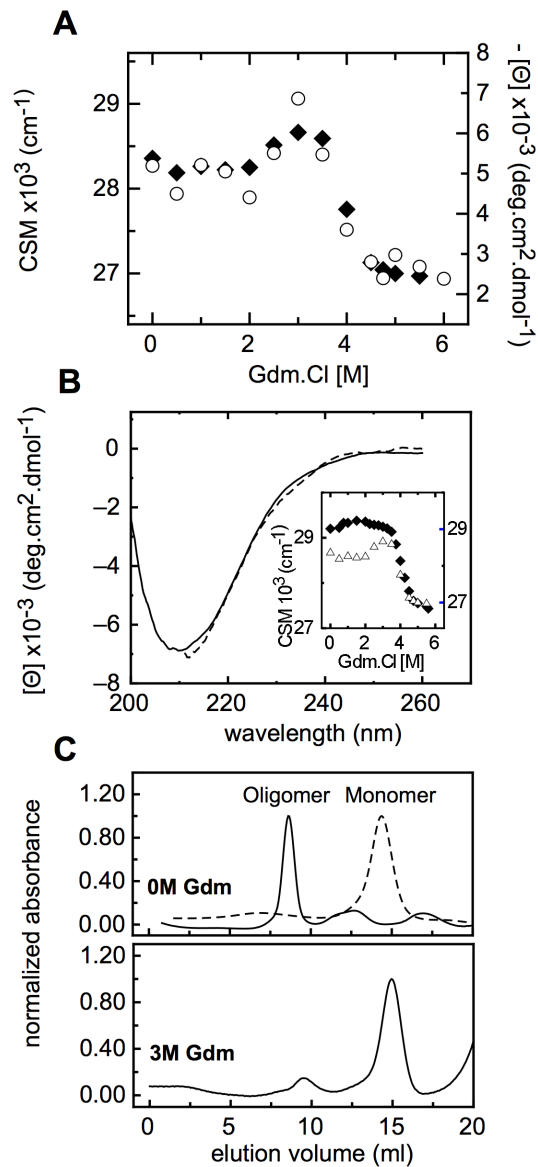 A
CSM x10³ (cm⁻¹)
29
28
27
8
7
6
5
4
3
2
- [Θ] x10⁻³ (deg.cm².dmol⁻¹)
0 2 4 6
Gdm.Cl [M]
B
[Θ] x10⁻³ (deg.cm².dmol⁻¹)
0
−2
−4
−6
−8
200 220 240 260
wavelength (nm)
CSM 10³ (cm⁻¹)
29
27
29
27
0 2 4 6
Gdm.Cl [M]
C
normalized absorbance
Oligomer Monomer
1.20
0.80
0.40
0.00
0M Gdm
1.20
0.80
0.40
0.00
3M Gdm
0 5 10 15 20
elution volume (ml)